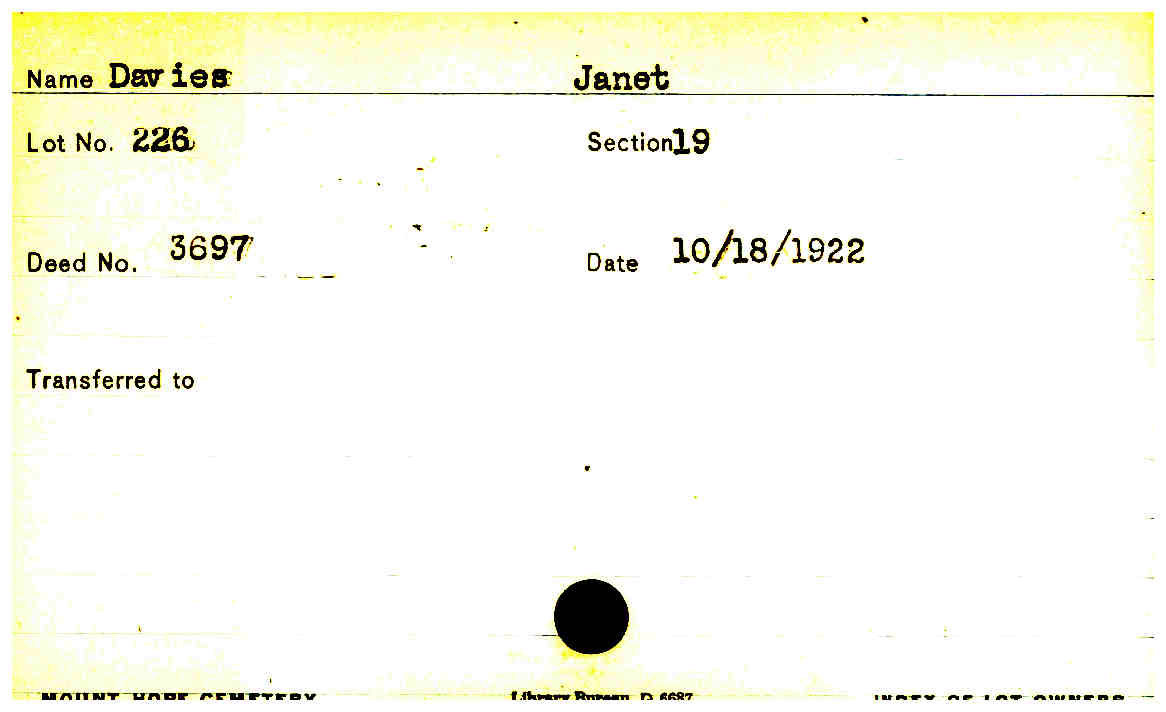 Name Davies Janet
Lot No. 226 Section 19
Deed No. 3697 Date 10/18/1922
Transferred to
MOUNT HOPE CEMETERY Library Bureau D 6687 INDEX OF LOT OWNERS